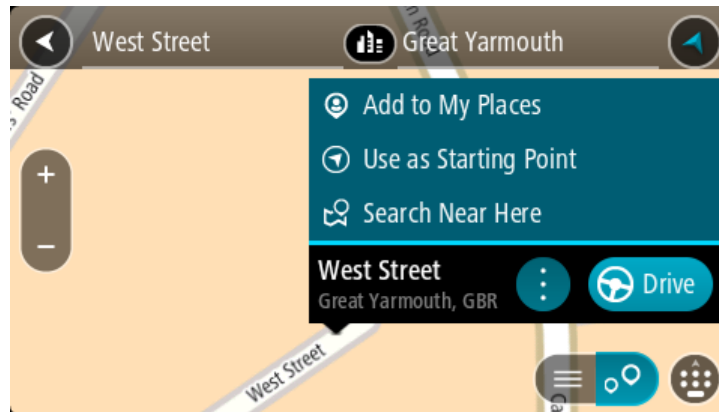 West Street
Great Yarmouth
Road
Add to My Places
Use as Starting Point
Search Near Here
West Street
Great Yarmouth, GBR
Drive
West Street